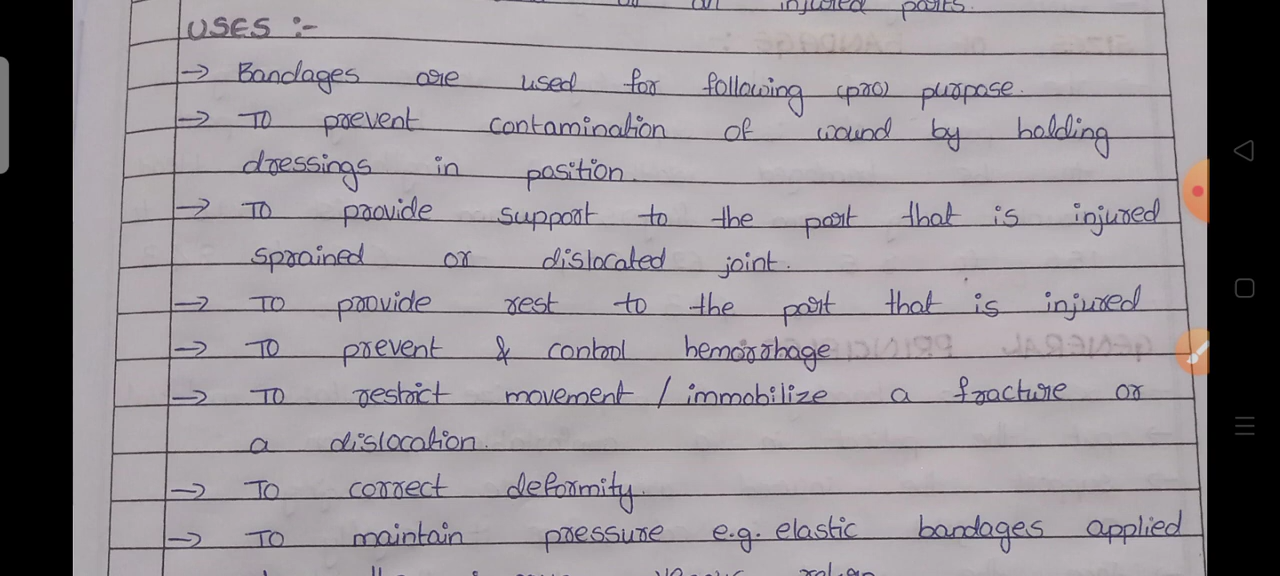 injured parts.
USES :-
→ Bandages are used for following (pro) purpose.
→ To prevent contamination of wound by holding
dressings in position.
→ To provide support to the part that is injured
sprained or dislocated joint.
→ To provide rest to the part that is injured
→ To prevent & control hemorrhage
→ To restrict movement / immobilize a fracture or
a dislocation.
→ To correct deformity.
→ To maintain pressure e.g. elastic bandages applied